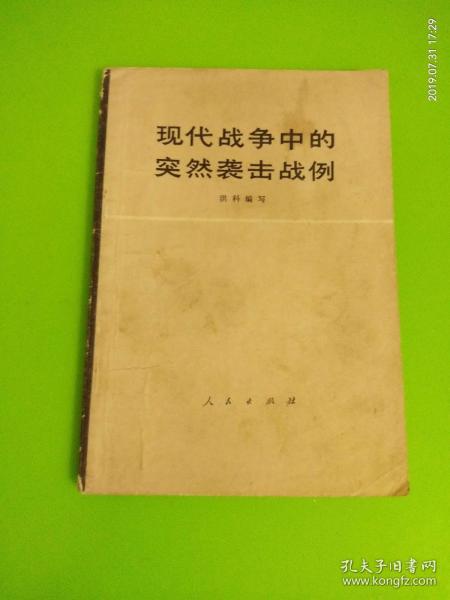 2019.07.31 17:29
现代战争中的
突然袭击战例
洪科编写
人民出版社
孔夫子旧书网
www.kongfz.com